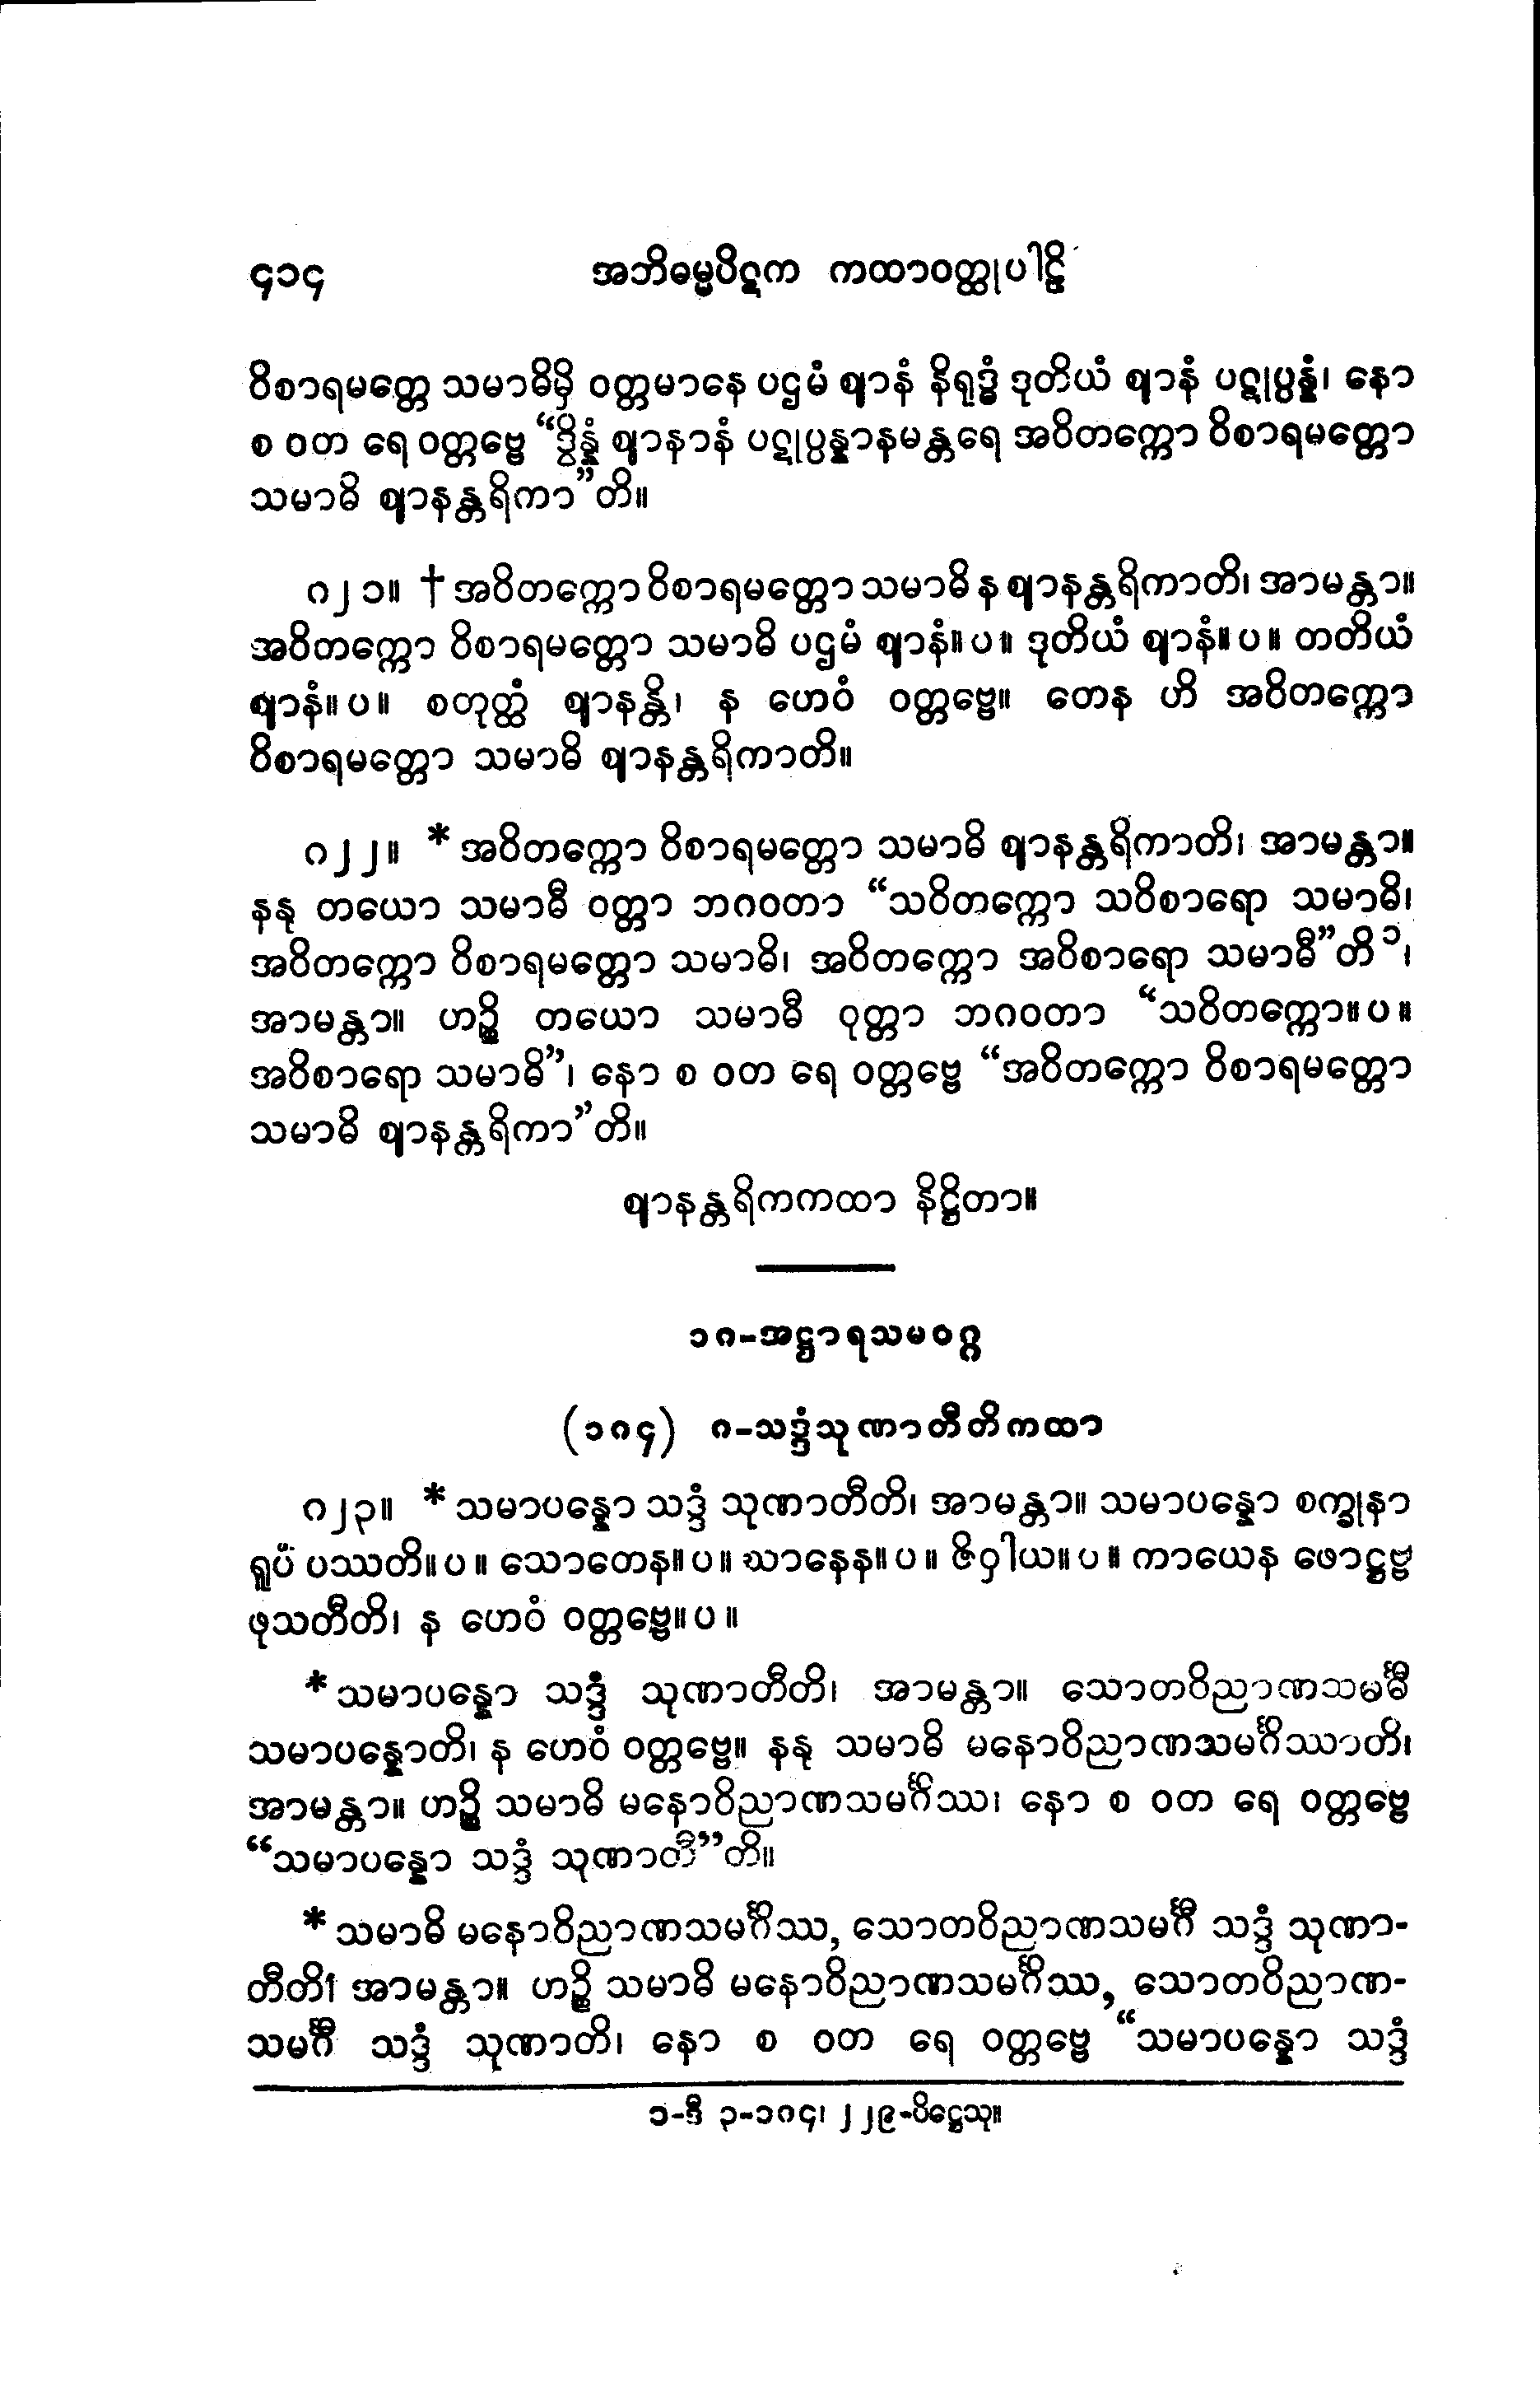 ၄၁၄ အဘိဓမ္မပိဋက ကထာဝတ္ထုပါဠိ
ဝိစာရမတ္တေ သမာဓိမှိ ဝတ္တမာနေ ပဌမံ ဈာနံ နိရုဒ္ဓံ ဒုတိယံ ဈာနံ ပဋ္ဋုပ္ပန္နံ၊ နော
စ ဝတ ရေ ဝတ္တဗ္ဗေ “ဒွိန္နံ ဈာနာနံ ပဋုပ္ပန္နာနမန္တရေ အဝိတက္ကော ဝိစာရမတ္တော
သမာဓိ ဈာနန္တရိကာ”တိ။
၈၂၁။ † အဝိတက္ကော ဝိစာရမတ္တော သမာဓိ န ဈာနန္တရိကာတိ၊ အာမန္တာ။
အဝိတက္ကော ဝိစာရမတ္တော သမာဓိ ပဌမံ ဈာနံ။ပ။ ဒုတိယံ ဈာနံ။ပ။ တတိယံ
ဈာနံ။ပ။ စတုတ္ထံ ဈာနန္တိ၊ န ဟေဝံ ဝတ္တဗ္ဗေ။ တေန ဟိ အဝိတက္ကော
ဝိစာရမတ္တော သမာဓိ ဈာနန္တရိကာတိ။
၈၂၂။ * အဝိတက္ကော ဝိစာရမတ္တော သမာဓိ ဈာနန္တရိကာတိ၊ အာမန္တာ။
နနု တယော သမာဓီ ဝတ္တာ ဘဂဝတာ “သဝိတက္ကော သဝိစာရော သမာဓိ၊
အဝိတက္ကော ဝိစာရမတ္တော သမာဓိ၊ အဝိတက္ကော အဝိစာရော သမာဓီ”တိ၁၊
အာမန္တာ။ ဟဉ္စိ တယော သမာဓီ ဝုတ္တာ ဘဂဝတာ “သဝိတက္ကော။ပ။
အဝိစာရော သမာဓိ”၊ နော စ ဝတ ရေ ဝတ္တဗ္ဗေ “အဝိတက္ကော ဝိစာရမတ္တော
သမာဓိ ဈာနန္တရိကာ”တိ။
ဈာနန္တရိကကထာ နိဋ္ဌိတာ။
၁၈-အဋ္ဌာရသမဝဂ္ဂ
(၁၈၄) ၈-သဒ္ဒံသုဏာတီတိကထာ
၈၂၃။ * သမာပန္နော သဒ္ဒံ သုဏာတီတိ၊ အာမန္တာ။ သမာပန္နော စက္ခုနာ
ရူပံ ပဿတိ။ပ။ သောတေန။ပ။ ဃာနေန။ပ။ ဇိဝှါယ။ပ။ ကာယေန ဖောဋ္ဌဗ္ဗံ
ဖုသတီတိ၊ န ဟေဝံ ဝတ္တဗ္ဗေ။ပ။
* သမာပန္နော သဒ္ဒံ သုဏာတီတိ၊ အာမန္တာ။ သောတဝိညာဏသမင်္ဂီ
သမာပန္နောတိ၊ န ဟေဝံ ဝတ္တဗ္ဗေ။ နနု သမာဓိ မနောဝိညာဏသမင်္ဂိဿာတိ၊
အာမန္တာ။ ဟဉ္စိ သမာဓိ မနောဝိညာဏသမင်္ဂိဿ၊ နော စ ဝတ ရေ ဝတ္တဗ္ဗေ
“သမာပန္နော သဒ္ဒံ သုဏာတီ”တိ။
* သမာဓိ မနောဝိညာဏသမင်္ဂိဿ, သောတဝိညာဏသမင်္ဂီ သဒ္ဒံ သုဏာ-
တီတိ၊ အာမန္တာ။ ဟဉ္စိ သမာဓိ မနောဝိညာဏသမင်္ဂိဿ, သောတဝိညာဏ-
သမင်္ဂီ သဒ္ဒံ သုဏာတိ၊ နော စ ဝတ ရေ ဝတ္တဗ္ဗေ “သမာပန္နော သဒ္ဒံ
၁-ဒီ ၃-၁၈၄၊ ၂၂၉-ပိဋ္ဌေသု။